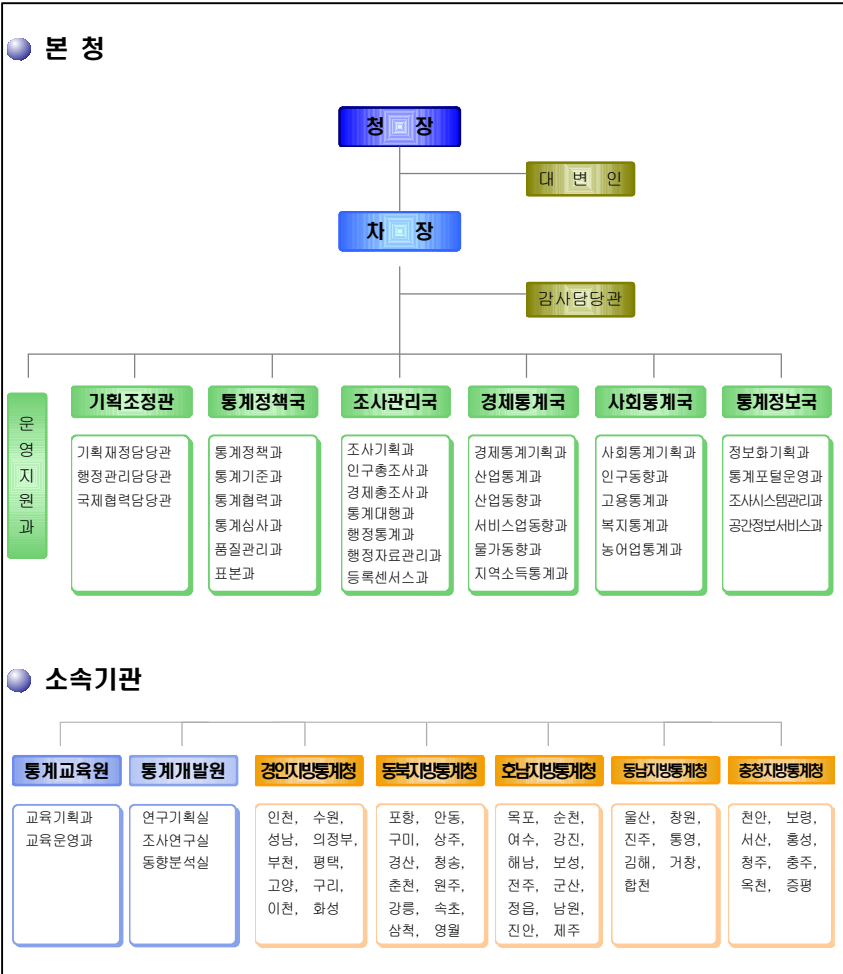 본 청
청 장
대 변 인
차 장
감사담당관
운영지원과
기획조정관
기획재정담당관
행정관리담당관
국제협력담당관
통계정책국
통계정책과
통계기준과
통계협력과
통계심사과
품질관리과
표본과
조사관리국
조사기획과
인구총조사과
경제총조사과
통계대행과
행정통계과
행정자료관리과
등록센서스과
경제통계국
경제통계기획과
산업통계과
산업동향과
서비스업동향과
물가동향과
지역소득통계과
사회통계국
사회통계기획과
인구동향과
고용통계과
복지통계과
농어업통계과
통계정보국
정보화기획과
통계포털운영과
조사시스템관리과
공간정보서비스과
소속기관
통계교육원
교육기획과
교육운영과
통계개발원
연구기획실
조사연구실
동향분석실
경인지방통계청
인천, 수원,
성남, 의정부,
부천, 평택,
고양, 구리,
이천, 화성
동북지방통계청
포항, 안동,
구미, 상주,
경산, 청송,
춘천, 원주,
강릉, 속초,
삼척, 영월
호남지방통계청
목포, 순천,
여수, 강진,
해남, 보성,
전주, 군산,
정읍, 남원,
진안, 제주
동남지방통계청
울산, 창원,
진주, 통영,
김해, 거창,
합천
충청지방통계청
천안, 보령,
서산, 홍성,
청주, 충주,
옥천, 증평